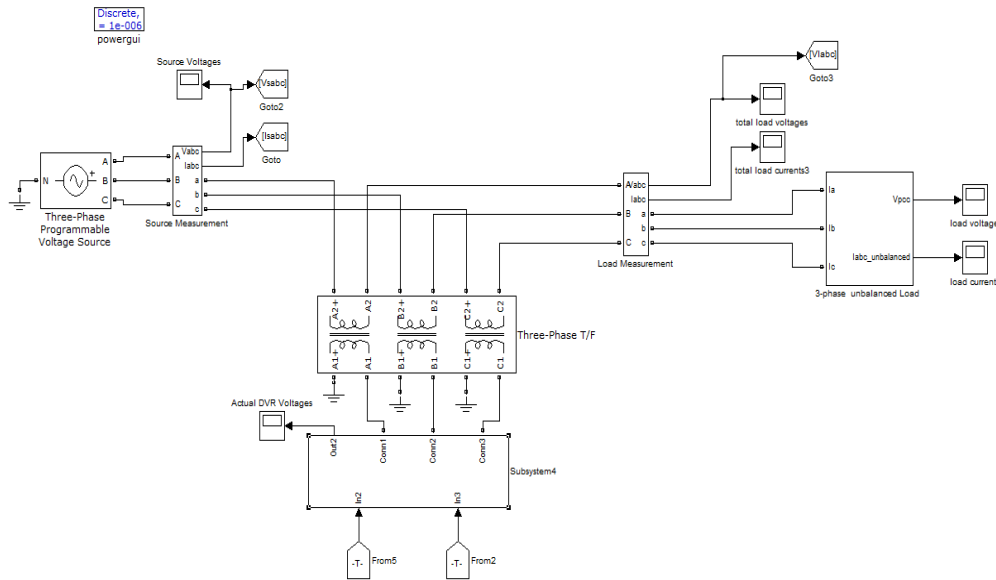 Discrete,
= 1e-006
powergui
Source Voltages
[Vsabc]
Goto2
[Isabc]
Goto
[Vlabc]
Goto3
total load voltages
total load currents3
N
A
B
C
Three-Phase
Programmable
Voltage Source
A
B
C
Vabc
Iabc
a
b
c
Source Measurement
A
B
C
Vabc
Iabc
a
b
c
Load Measurement
Ia
Ib
Ic
Vpcc
Iabc_unbalanced
3-phase unbalanced Load
load voltage
load current
A2+
A2
B2+
B2
C2+
C2
A1+
A1
B1+
B1
C1+
C1
Three-Phase T/F
Actual DVR Voltages
Out2
Conn1
Conn2
Conn3
In2
In3
Subsystem4
-T-
From5
-T-
From2